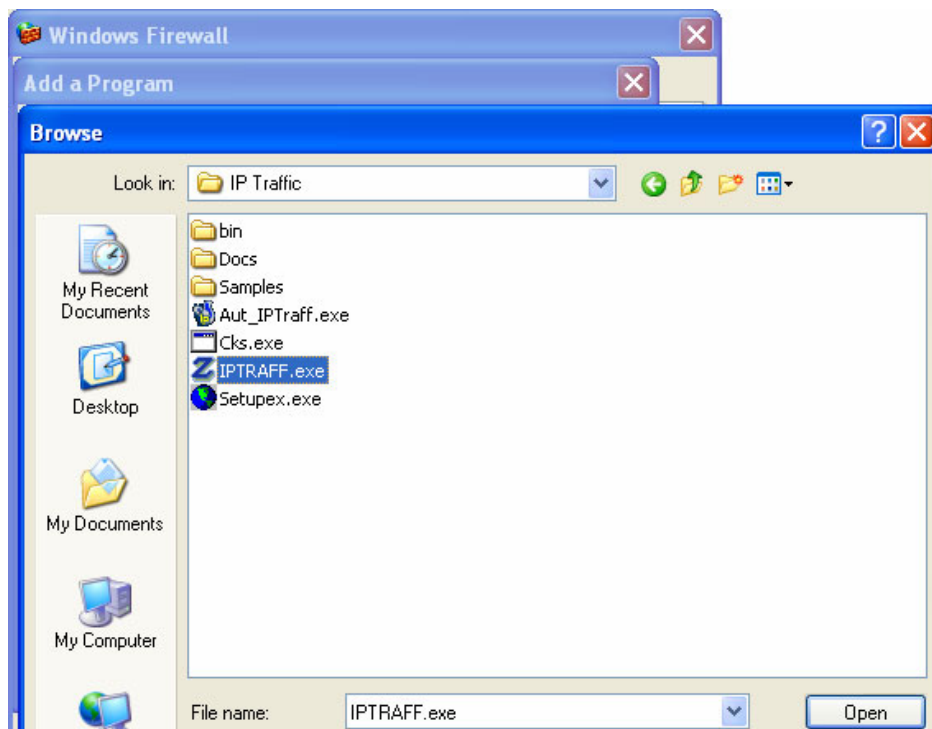 Windows Firewall
Add a Program
Browse
Look in: IP Traffic
bin
Docs
Samples
Aut_IPTraff.exe
Cks.exe
IPTRAFF.exe
Setupex.exe
My Recent
Documents
Desktop
My Documents
My Computer
File name: IPTRAFF.exe Open